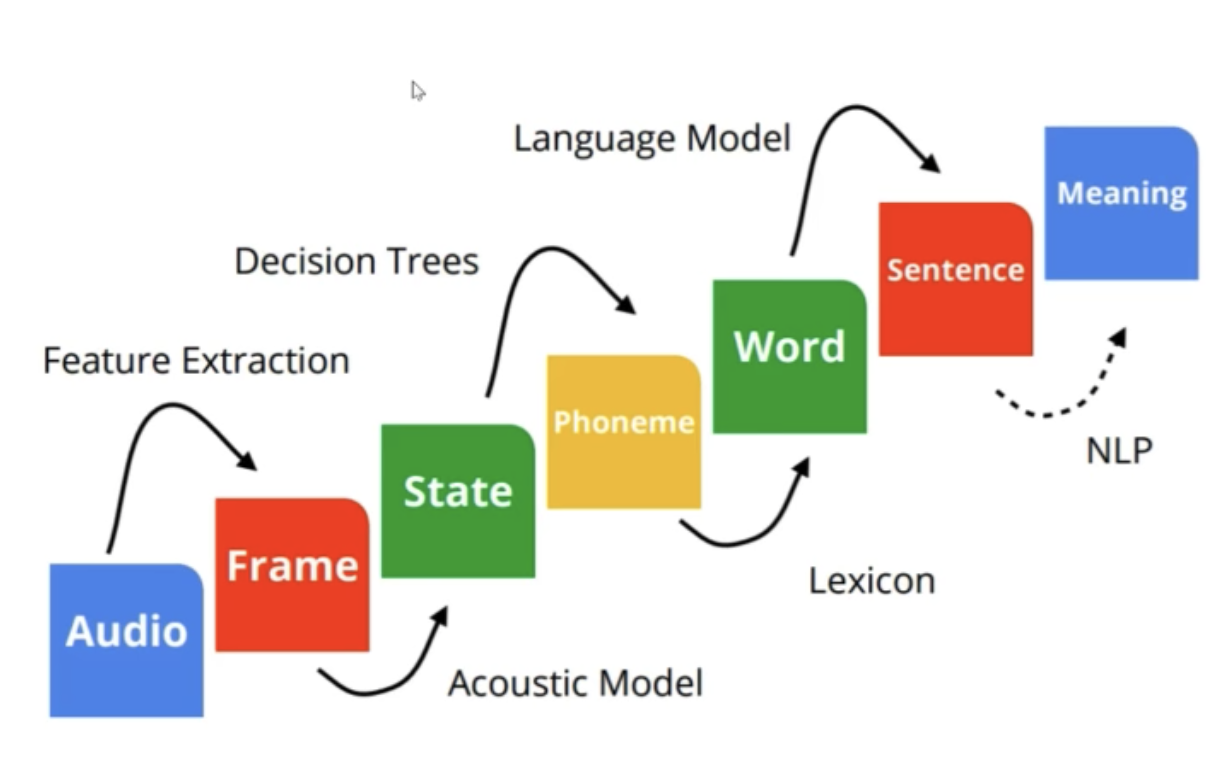 Language Model
Meaning
Sentence
Decision Trees
Word
Feature Extraction
Phoneme
NLP
State
Frame
Lexicon
Audio
Acoustic Model